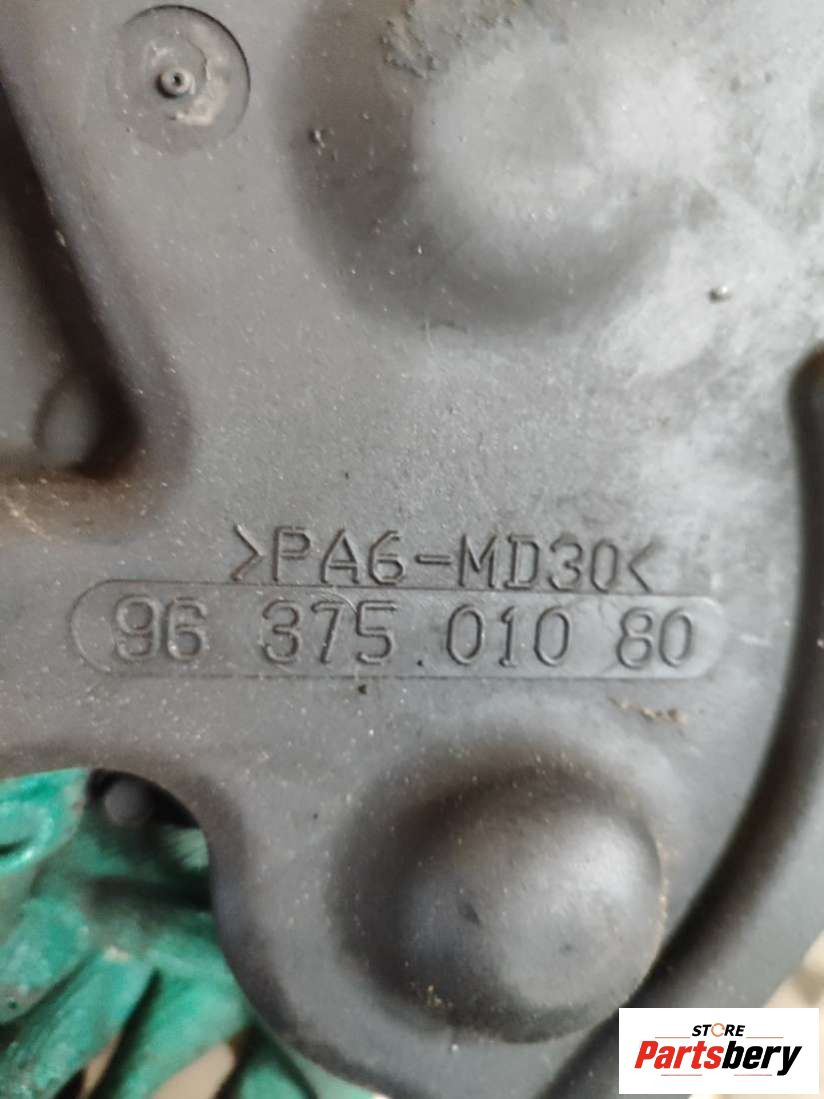 >PA6-MD30<
96 375.010 80
STORE
Partsbery